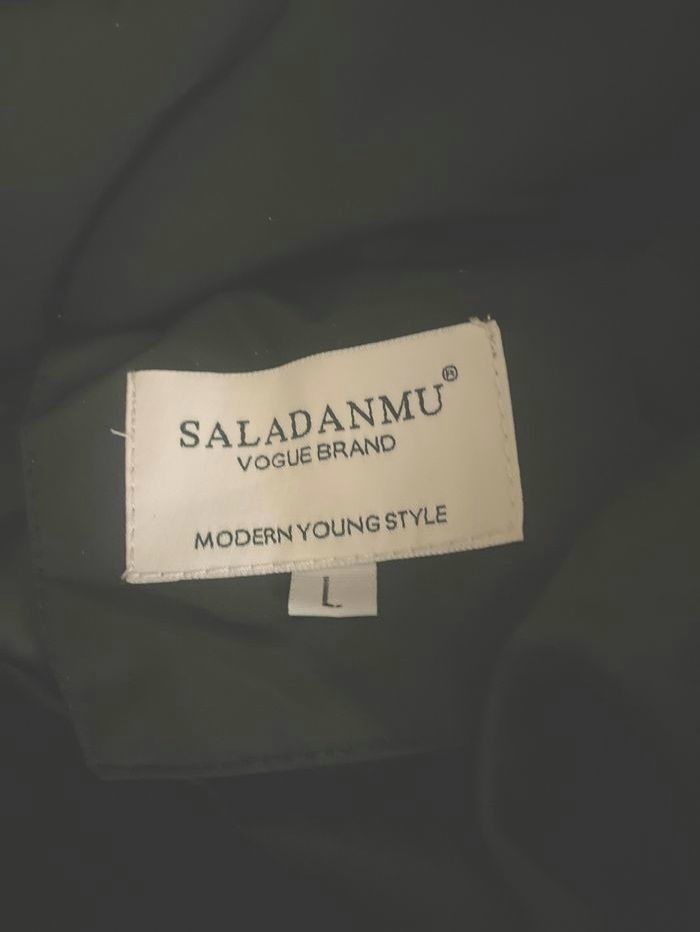 SALADANMU®
VOGUE BRAND
MODERN YOUNG STYLE
L